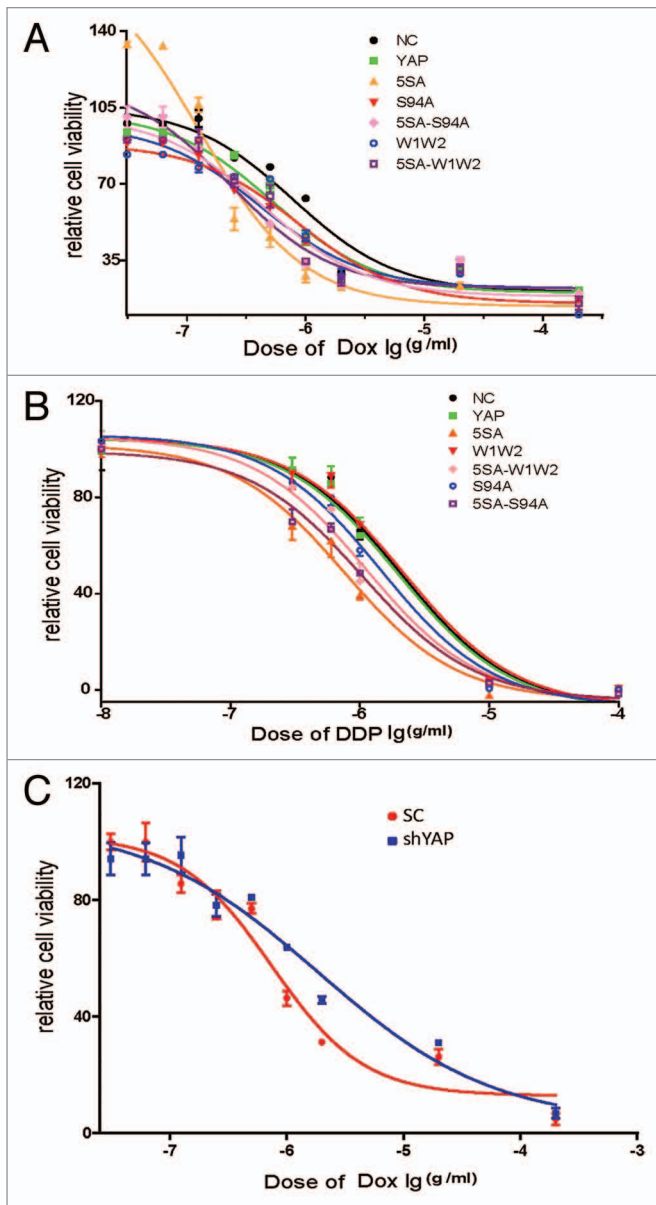 A
140
105
70
35
relative cell viability
NC
YAP
5SA
S94A
5SA-S94A
W1W2
5SA-W1W2
-7
-6
-5
-4
Dose of Dox lg(g/ml)
B
120
80
40
0
relative cell viability
NC
YAP
5SA
W1W2
5SA-W1W2
S94A
5SA-S94A
-8
-7
-6
-5
-4
Dose of DDP lg(g/ml)
C
120
80
40
0
relative cell viability
SC
shYAP
-7
-6
-5
-4
-3
Dose of Dox lg(g/ml)